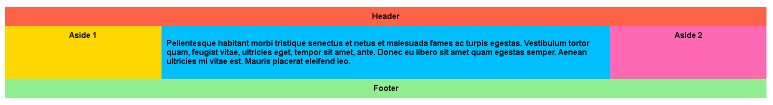 Header
Aside 1
Pellentesque habitant morbi tristique senectus et netus et malesuada fames ac turpis egestas. Vestibulum tortor
quam, feugiat vitae, ultricies eget, tempor sit amet, ante. Donec eu libero sit amet quam egestas semper. Aenean
ultricies mi vitae est. Mauris placerat eleifend leo.
Aside 2
Footer